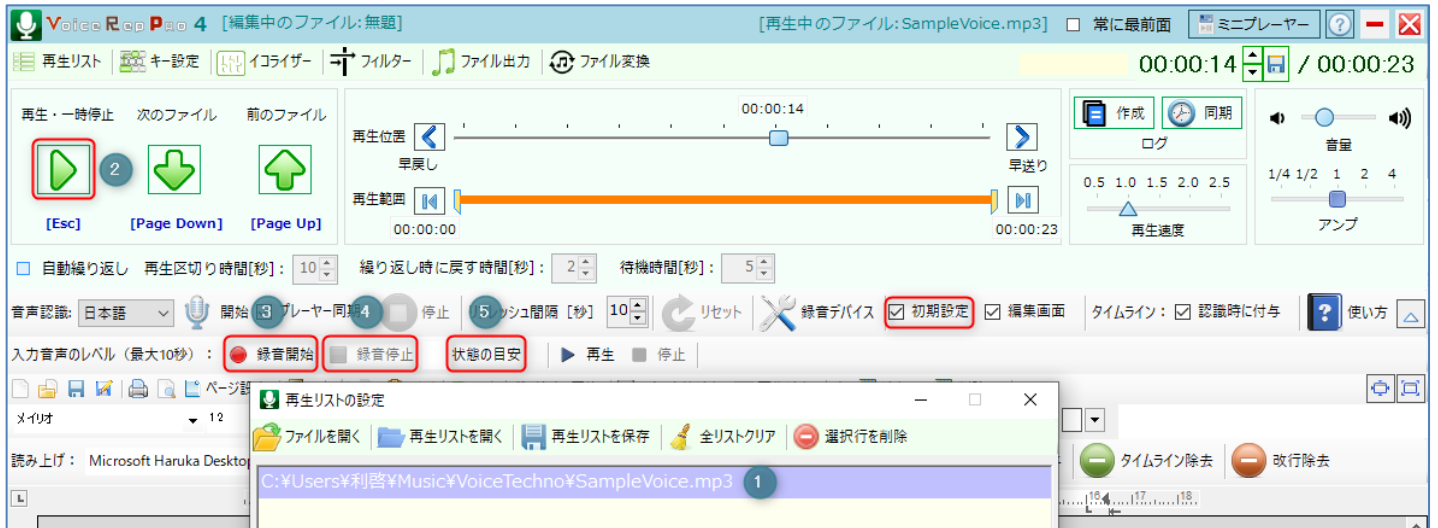 Voice Rep Pro 4 [編集中のファイル:無題] [再生中のファイル:SampleVoice.mp3] 常に最前面 ミニプレーヤー
再生リスト キー設定 イコライザー フィルター ファイル出力 ファイル変換 00:00:14 / 00:00:23
再生・一時停止 次のファイル 前のファイル
[Esc] [Page Down] [Page Up]
2
00:00:14
再生位置
早戻し 早送り
再生範囲
00:00:00 00:00:23
作成 同期
ログ
0.5 1.0 1.5 2.0 2.5
再生速度
音量
1/4 1/2 1 2 4
アンプ
自動繰り返し 再生区切り時間[秒]: 10 繰り返し時に戻す時間[秒]: 2 待機時間[秒]: 5
音声認識: 日本語 開始 3 プレーヤー同 4 停止 5 レッシュ間隔 [秒] 10 リセット 録音デバイス 初期設定 編集画面 タイムライン: 認識時に付与 使い方
入力音声のレベル (最大10秒) : 録音開始 録音停止 状態の目安 再生 停止
ページ設
メイリオ 12
読み上げ: Microsoft Haruka Deskto
タイムライン除去 改行除去
L 16 17 18
再生リストの設定
ファイルを開く 再生リストを開く 再生リストを保存 全リストクリア 選択行を削除
C:¥Users¥利啓¥Music¥VoiceTechno¥SampleVoice.mp3 1